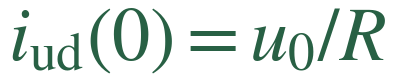 i_ud(0) = u_0/R